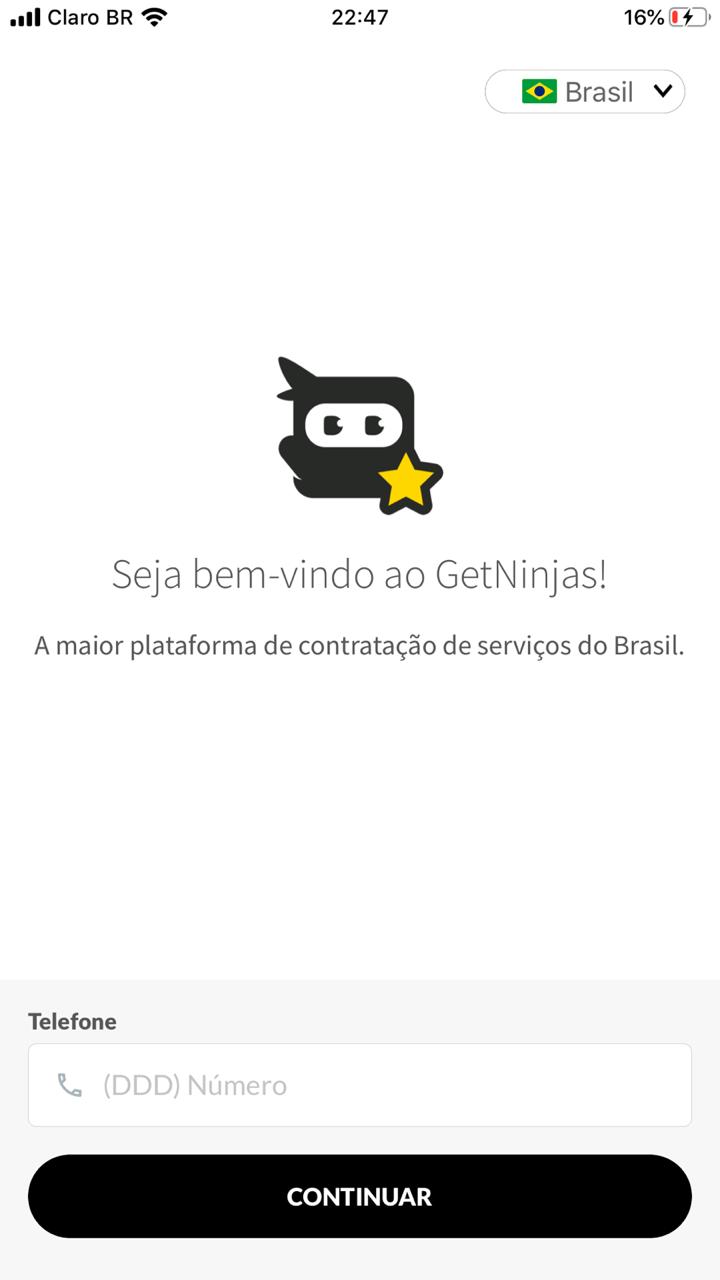 Claro BR 22:47 16%
Brasil
Seja bem-vindo ao GetNinjas!
A maior plataforma de contratação de serviços do Brasil.
Telefone
(DDD) Número
CONTINUAR